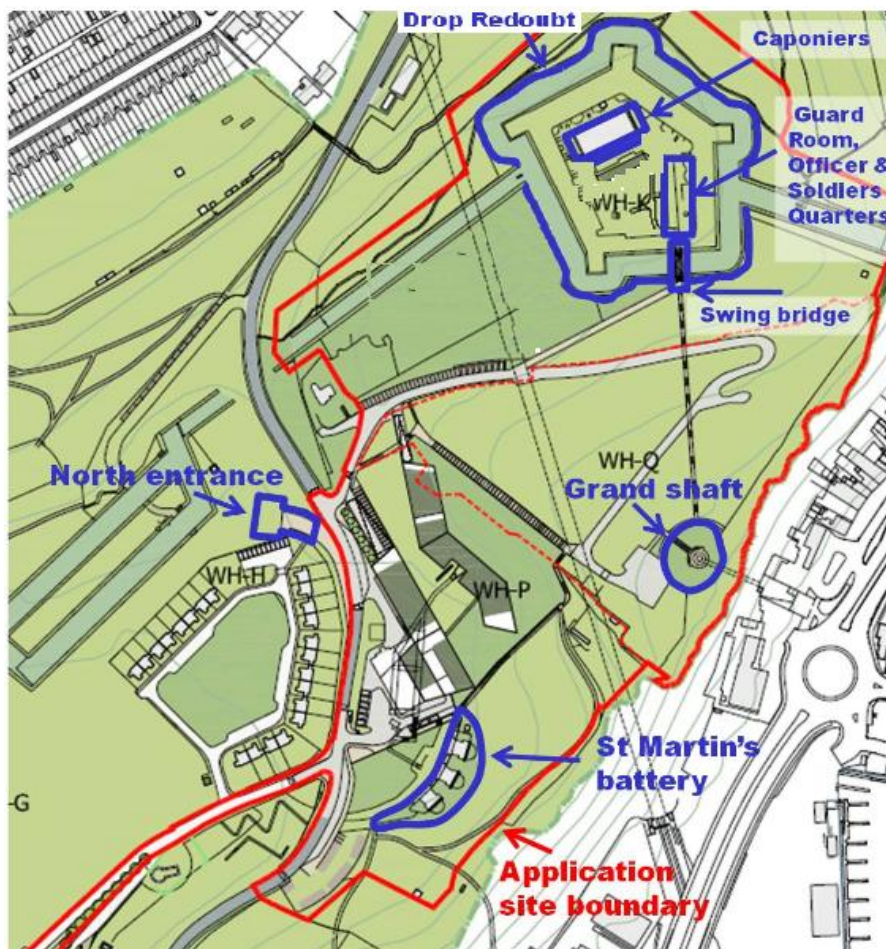 Drop Redoubt
Caponiers
Guard
Room,
Officer &
Soldiers
Quarters
WH-K
Swing bridge
North entrance
WH-Q
Grand shaft
WH-H
WH-P
St Martin's
battery
-G
Application
site boundary